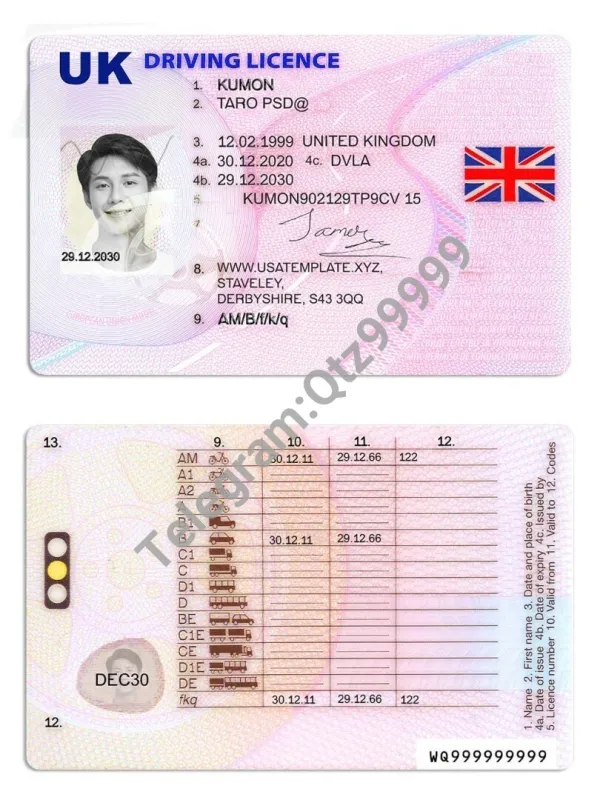 UK DRIVING LICENCE
1. KUMON
2. TARO PSD@
3. 12.02.1999 UNITED KINGDOM
4a. 30.12.2020 4c. DVLA
4b. 29.12.2030
5. KUMON902129TP9CV 15
7.
29.12.2030
8. WWW.USATEMPLATE.XYZ,
STAVELEY,
DERBYSHIRE, S43 3QQ
9. AM/B/f/k/q
Telegram:Qtz99999
13. 9. 10. 11. 12.
AM 30.12.11 29.12.66 122
A1
A2
B1
30.12.11 29.12.66
C1
C
D1
D
BE
C1E
CE
D1E
DE
fkq 30.12.11 29.12.66 122
DEC30
12.
1. Name 2. First name 3. Date and place of birth
4a. Date of issue 4b. Date of expiry 4c. Issued by
5. Licence number 10. Valid from 11. Valid to 12. Codes
WQ999999999